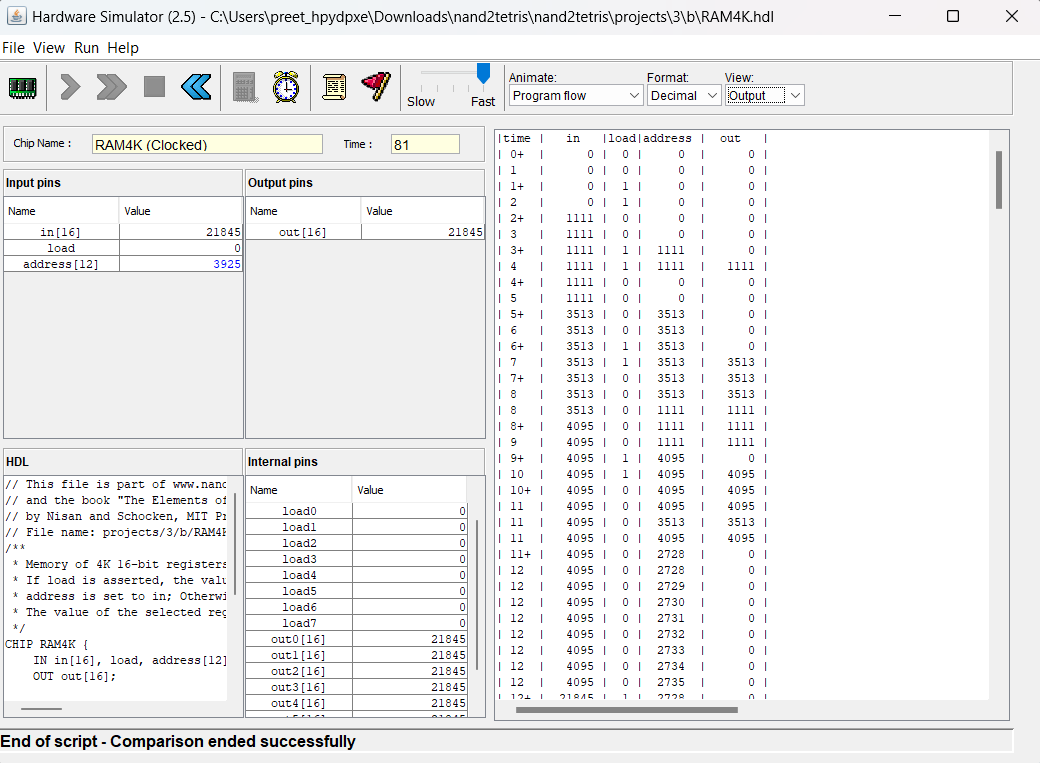 Hardware Simulator (2.5) - C:\Users\preet_hpydpxe\Downloads\nand2tetris\nand2tetris\projects\3\b\RAM4K.hdl
File View Run Help
Slow Fast
Animate: Format: View:
Program flow Decimal Output
Chip Name : RAM4K (Clocked) Time : 81
Input pins
Name Value
in[16] 21845
load 0
address[12] 3925
Output pins
Name Value
out[16] 21845
HDL
// This file is part of www.nand
// and the book "The Elements of
// by Nisan and Schocken, MIT Pr
// File name: projects/3/b/RAM4K
/**
* Memory of 4K 16-bit registers
* If load is asserted, the valu
* address is set to in; Otherwi
* The value of the selected reg
*/
CHIP RAM4K {
IN in[16], load, address[12]
OUT out[16];
Internal pins
Name Value
load0 0
load1 0
load2 0
load3 0
load4 0
load5 0
load6 0
load7 0
out0[16] 21845
out1[16] 21845
out2[16] 21845
out3[16] 21845
out4[16] 21845
|time | in |load|address | out |
| 0+ | 0 | 0 | 0 | 0 |
| 1 | 0 | 0 | 0 | 0 |
| 1+ | 0 | 1 | 0 | 0 |
| 2 | 0 | 1 | 0 | 0 |
| 2+ | 1111 | 0 | 0 | 0 |
| 3 | 1111 | 0 | 0 | 0 |
| 3+ | 1111 | 1 | 1111 | 0 |
| 4 | 1111 | 1 | 1111 | 1111 |
| 4+ | 1111 | 0 | 0 | 0 |
| 5 | 1111 | 0 | 0 | 0 |
| 5+ | 3513 | 0 | 3513 | 0 |
| 6 | 3513 | 0 | 3513 | 0 |
| 6+ | 3513 | 1 | 3513 | 0 |
| 7 | 3513 | 1 | 3513 | 3513 |
| 7+ | 3513 | 0 | 3513 | 3513 |
| 8 | 3513 | 0 | 3513 | 3513 |
| 8 | 3513 | 0 | 1111 | 1111 |
| 8+ | 4095 | 0 | 1111 | 1111 |
| 9 | 4095 | 0 | 1111 | 1111 |
| 9+ | 4095 | 1 | 4095 | 0 |
| 10 | 4095 | 1 | 4095 | 4095 |
| 10+ | 4095 | 0 | 4095 | 4095 |
| 11 | 4095 | 0 | 4095 | 4095 |
| 11 | 4095 | 0 | 3513 | 3513 |
| 11 | 4095 | 0 | 4095 | 4095 |
| 11+ | 4095 | 0 | 2728 | 0 |
| 12 | 4095 | 0 | 2728 | 0 |
| 12 | 4095 | 0 | 2729 | 0 |
| 12 | 4095 | 0 | 2730 | 0 |
| 12 | 4095 | 0 | 2731 | 0 |
| 12 | 4095 | 0 | 2732 | 0 |
| 12 | 4095 | 0 | 2733 | 0 |
| 12 | 4095 | 0 | 2734 | 0 |
| 12 | 4095 | 0 | 2735 | 0 |
| 12+ | 21845 | 1 | 2728 | 0 |
End of script - Comparison ended successfully